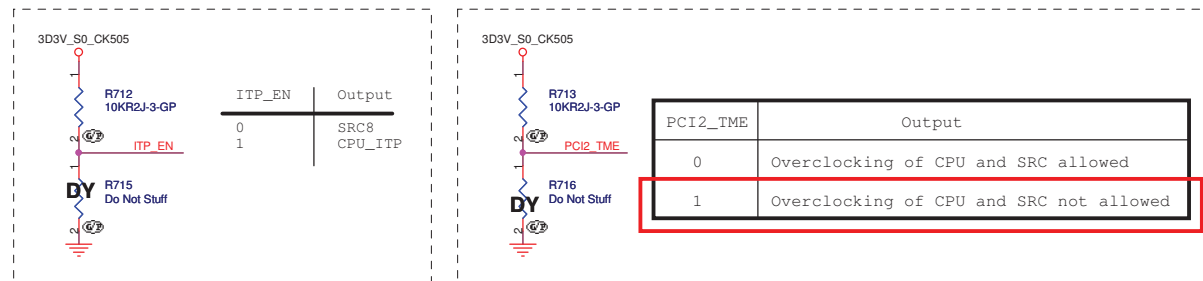 3D3V_S0_CK505
1
R712
10KR2J-3-GP
2
ITP_EN
1
DY
R715
Do Not Stuff
2
ITP_EN Output
0 SRC8
1 CPU_ITP
3D3V_S0_CK505
1
R713
10KR2J-3-GP
2
PCI2_TME
1
DY
R716
Do Not Stuff
2
PCI2_TME Output
0 Overclocking of CPU and SRC allowed
1 Overclocking of CPU and SRC not allowed